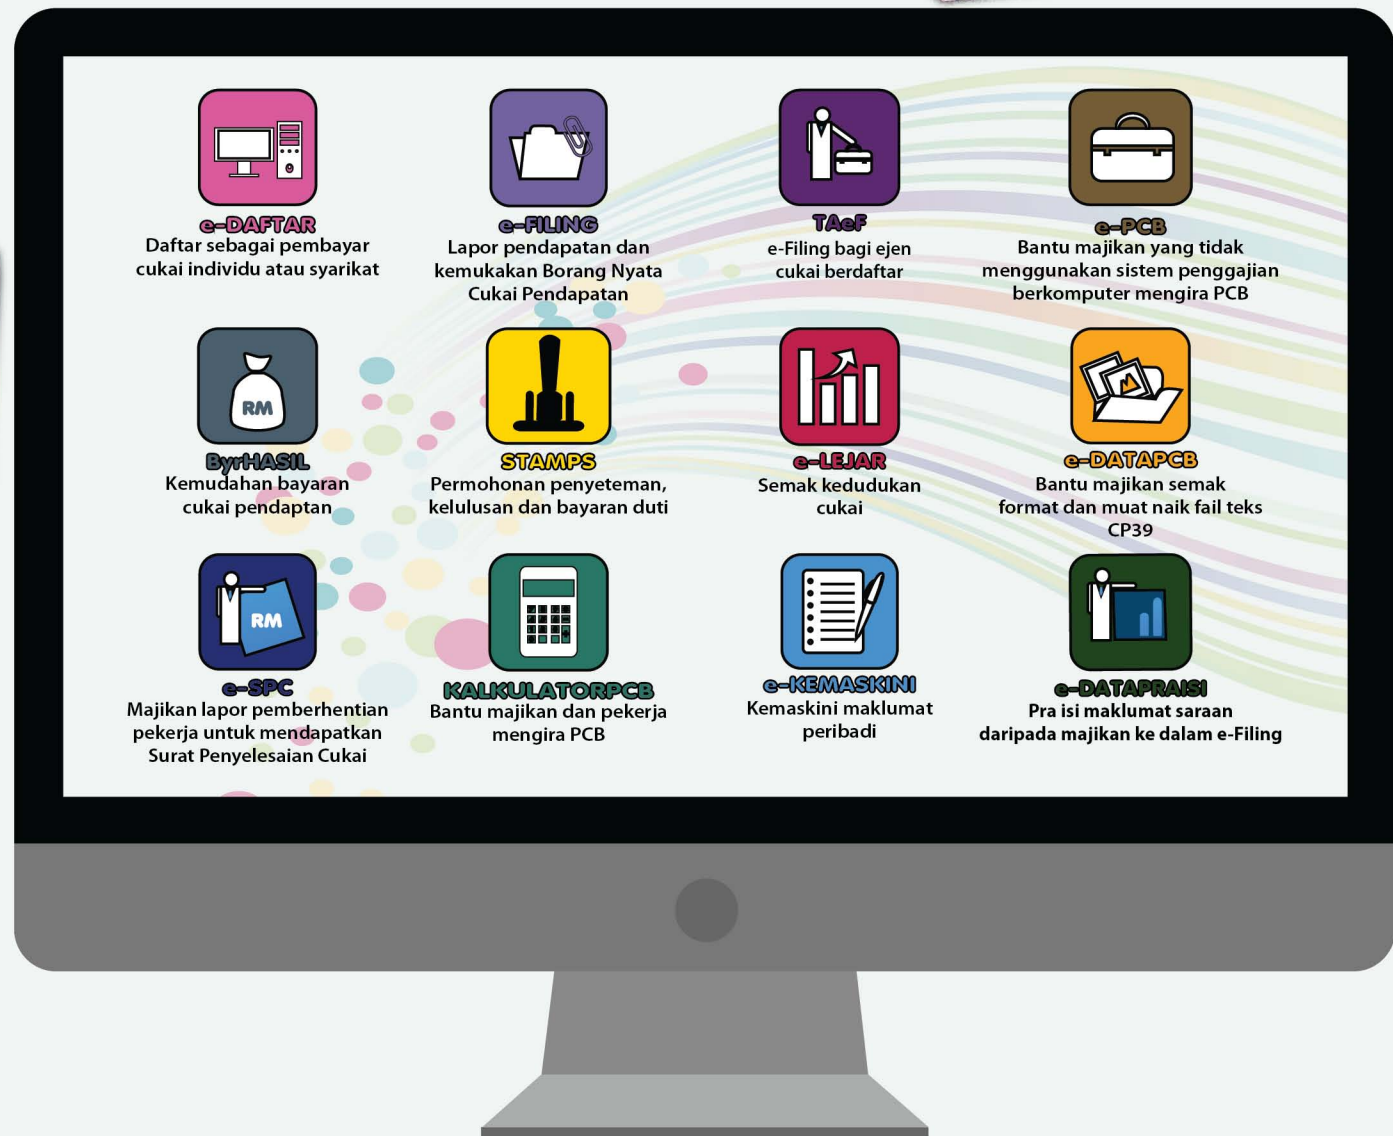 e-DAFTAR
Daftar sebagai pembayar
cukai individu atau syarikat
e-FILING
Lapor pendapatan dan
kemukakan Borang Nyata
Cukai Pendapatan
TAeF
e-Filing bagi ejen
cukai berdaftar
e-PCB
Bantu majikan yang tidak
menggunakan sistem penggajian
berkomputer mengira PCB
RM
ByrHASIL
Kemudahan bayaran
cukai pendaptan
STAMPS
Permohonan penyeteman,
kelulusan dan bayaran duti
e-LEJAR
Semak kedudukan
cukai
e-DATAPCB
Bantu majikan semak
format dan muat naik fail teks
CP39
RM
e-SPC
Majikan lapor pemberhentian
pekerja untuk mendapatkan
Surat Penyelesaian Cukai
KALKULATORPCB
Bantu majikan dan pekerja
mengira PCB
e-KEMASKINI
Kemaskini maklumat
peribadi
e-DATAPRAISI
Pra isi maklumat saraan
daripada majikan ke dalam e-Filing